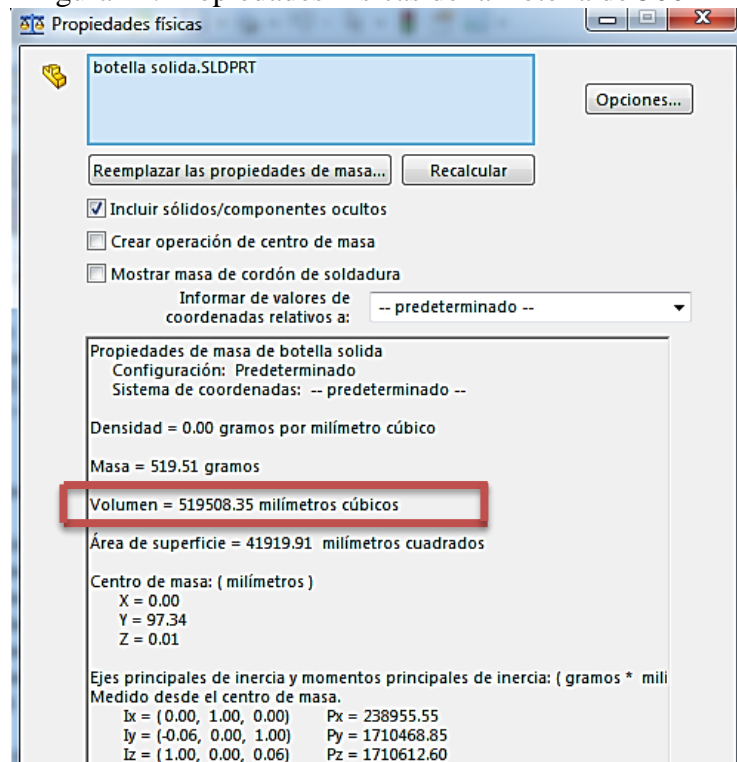 Propiedades físicas
botella solida.SLDPRT
Opciones...
Reemplazar las propiedades de masa...
Recalcular
Incluir sólidos/componentes ocultos
Crear operación de centro de masa
Mostrar masa de cordón de soldadura
Informar de valores de
coordenadas relativos a:
-- predeterminado --
Propiedades de masa de botella solida
Configuración: Predeterminado
Sistema de coordenadas: -- predeterminado --
Densidad = 0.00 gramos por milímetro cúbico
Masa = 519.51 gramos
Volumen = 519508.35 milímetros cúbicos
Área de superficie = 41919.91 milímetros cuadrados
Centro de masa: ( milímetros )
X = 0.00
Y = 97.34
Z = 0.01
Ejes principales de inercia y momentos principales de inercia: ( gramos * mili
Medido desde el centro de masa.
Ix = ( 0.00, 1.00, 0.00) Px = 238955.55
Iy = (-0.06, 0.00, 1.00) Py = 1710468.85
Iz = ( 1.00, 0.00, 0.06) Pz = 1710612.60